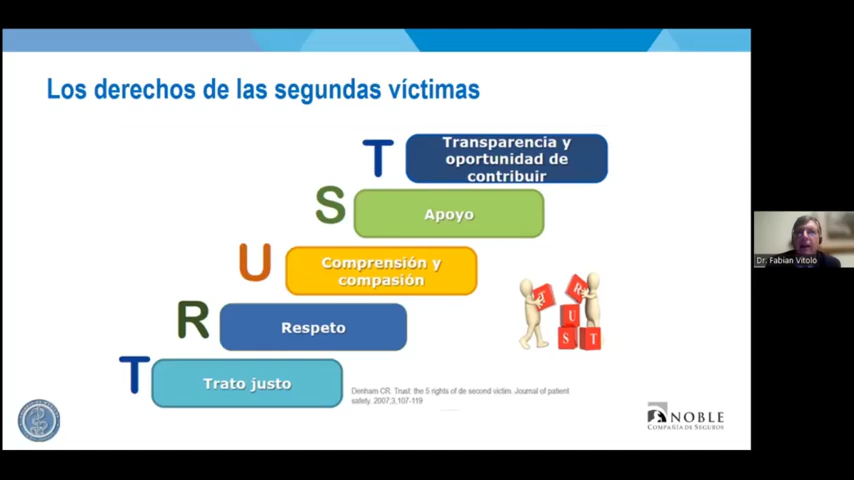 Los derechos de las segundas víctimas
T
Transparencia y
oportunidad de
contribuir
S
Apoyo
U
Comprensión y
compasión
R
Respeto
T
Trato justo
R
U
S T
Denham CR. Trust: the 5 rights of de second victim. Journal of patient
safety. 2007;3,107-119
NOBLE
COMPAÑÍA DE SEGUROS
Dr. Fabian Vitolo